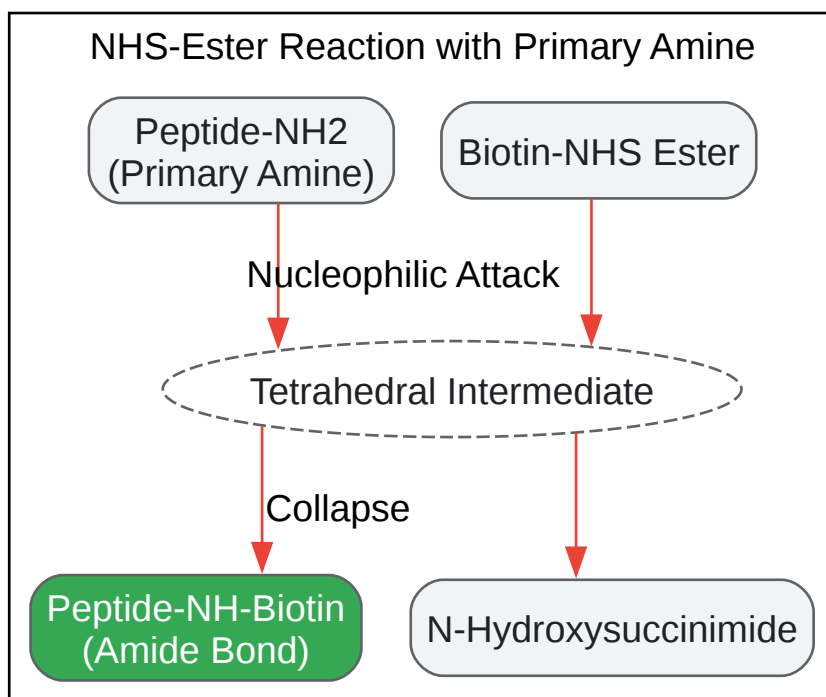 NHS-Ester Reaction with Primary Amine
Peptide-NH2
(Primary Amine)
Biotin-NHS Ester
Nucleophilic Attack
Tetrahedral Intermediate
Collapse
Peptide-NH-Biotin
(Amide Bond)
N-Hydroxysuccinimide